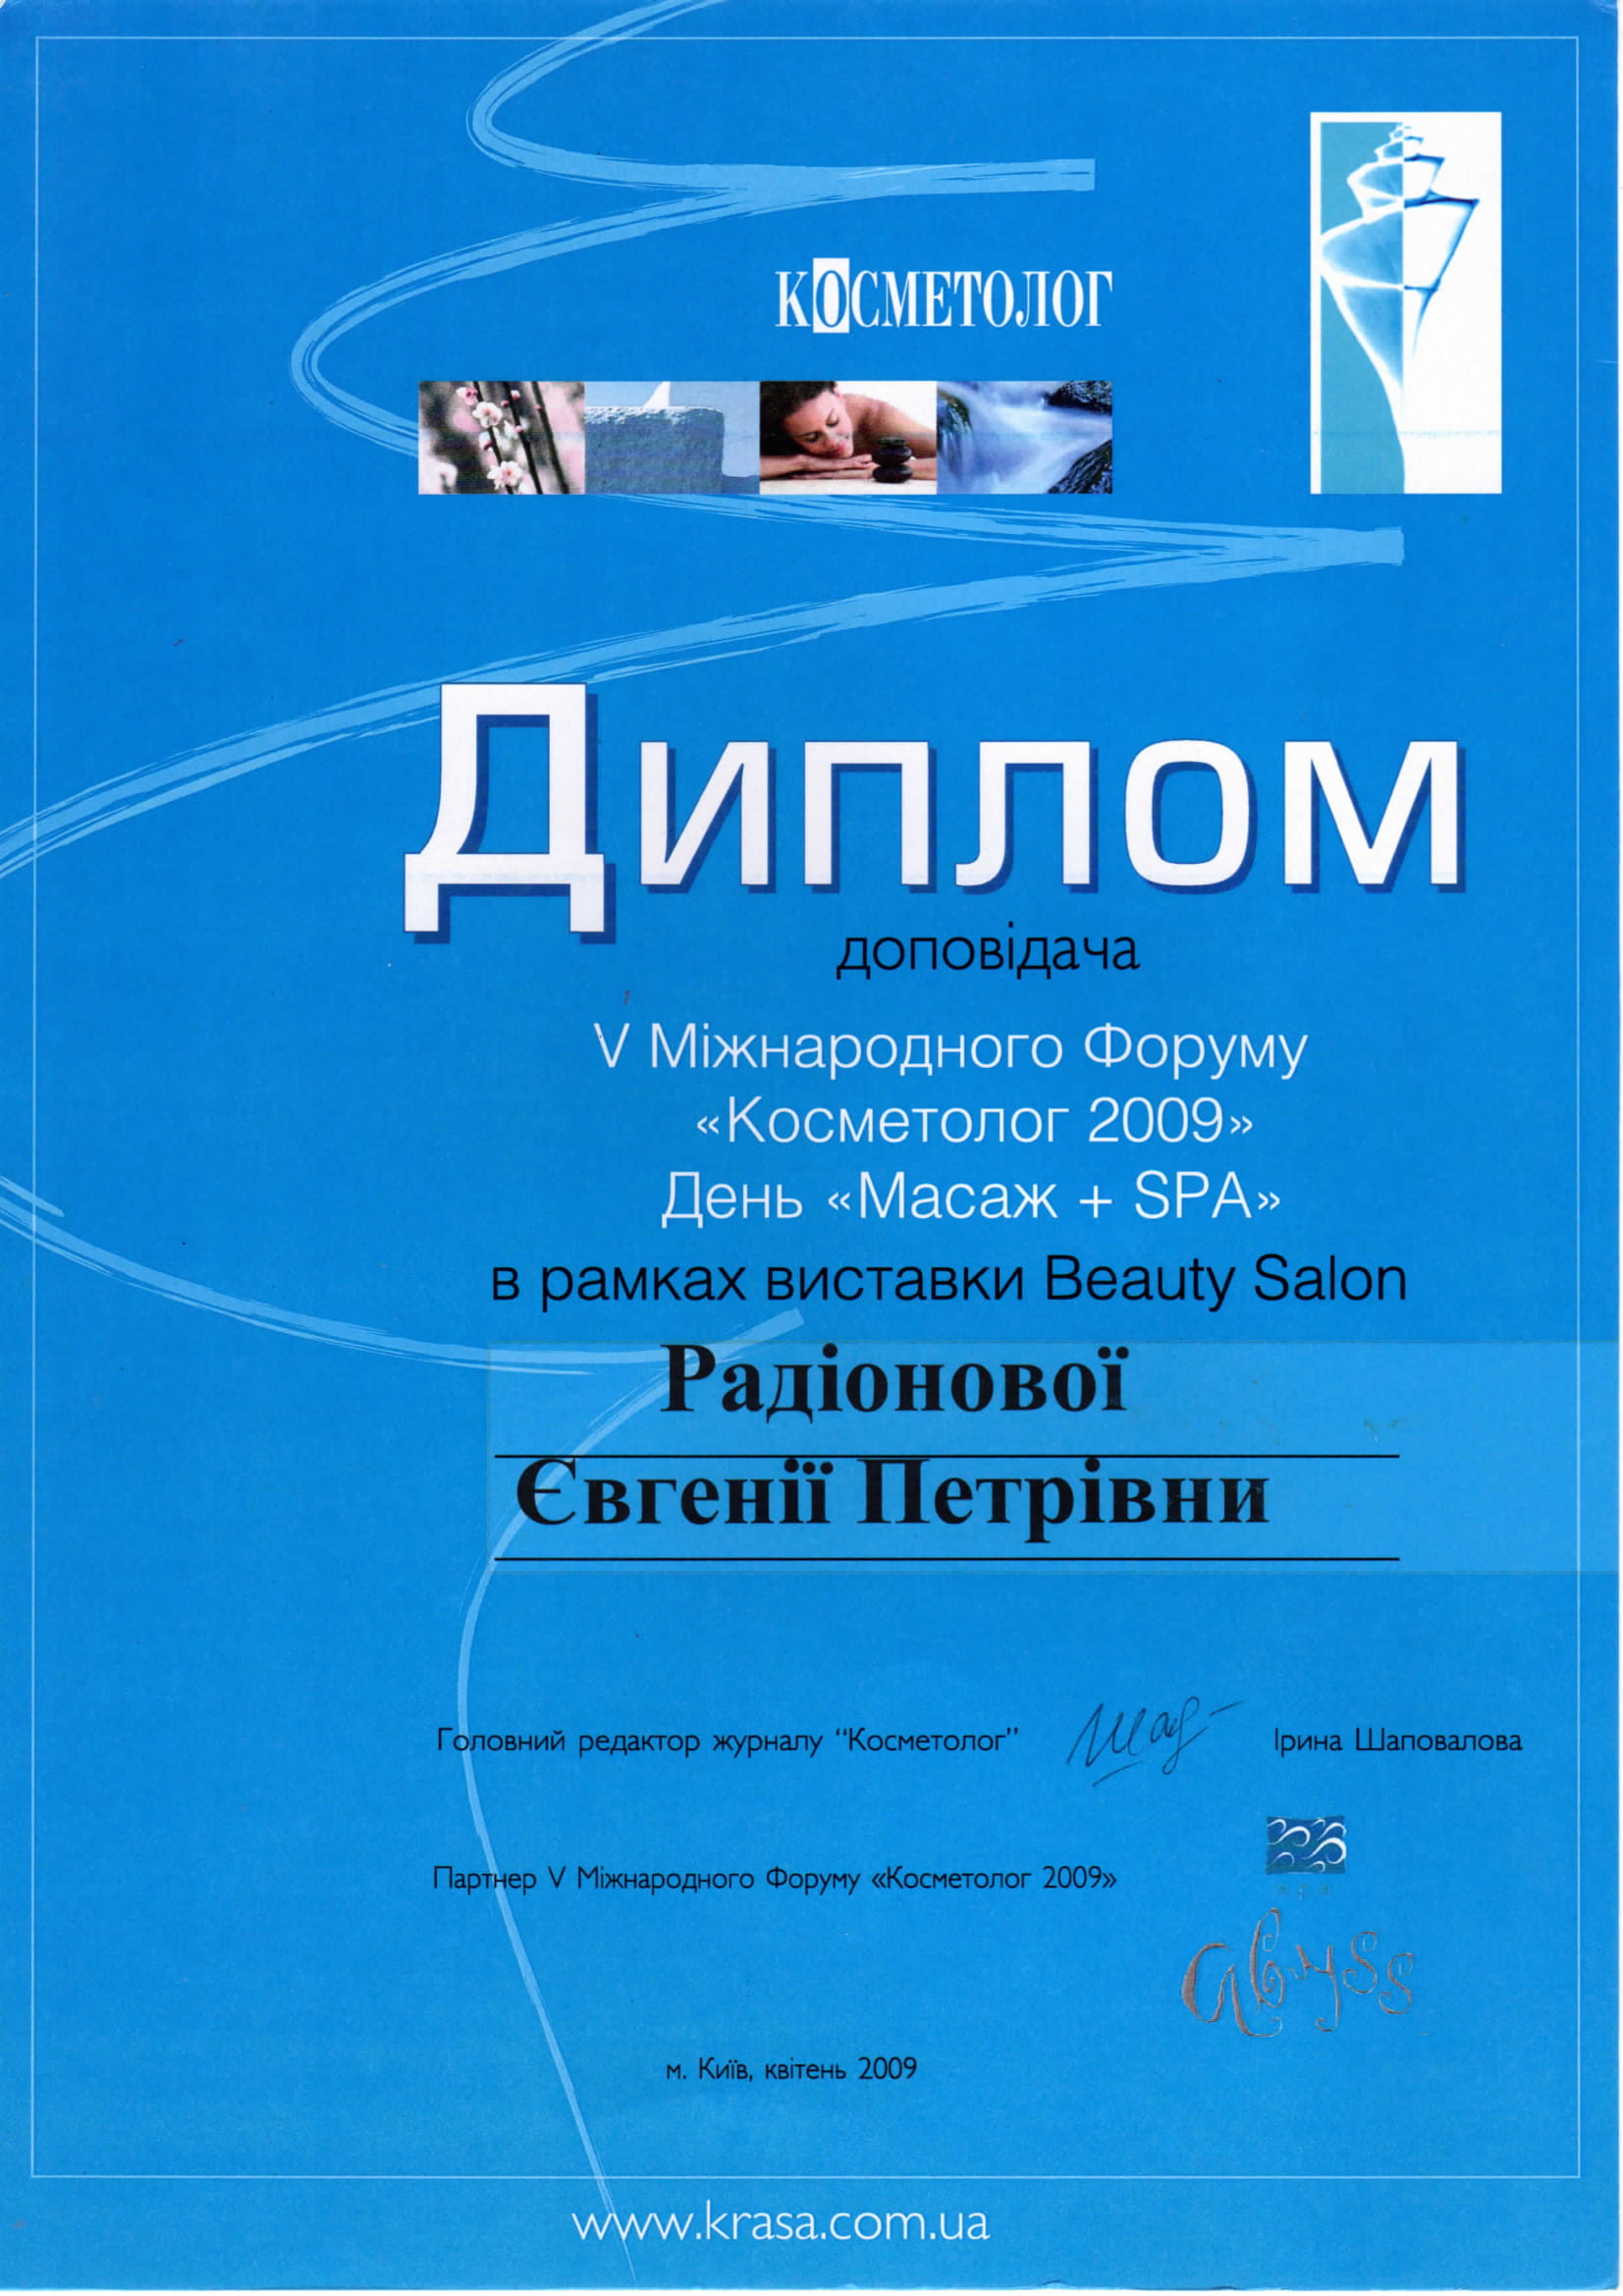 КОСМЕТОЛОГ
Диплом
доповідача
V Міжнародного Форуму
«Косметолог 2009»
День «Масаж + SPA»
в рамках виставки Beauty Salon
Радіонової
Євгенії Петрівни
Головний редактор журналу “Косметолог” Ірина Шаповалова
Партнер V Міжнародного Форуму «Косметолог 2009»
abyss
м. Київ, квітень 2009
www.krasa.com.ua